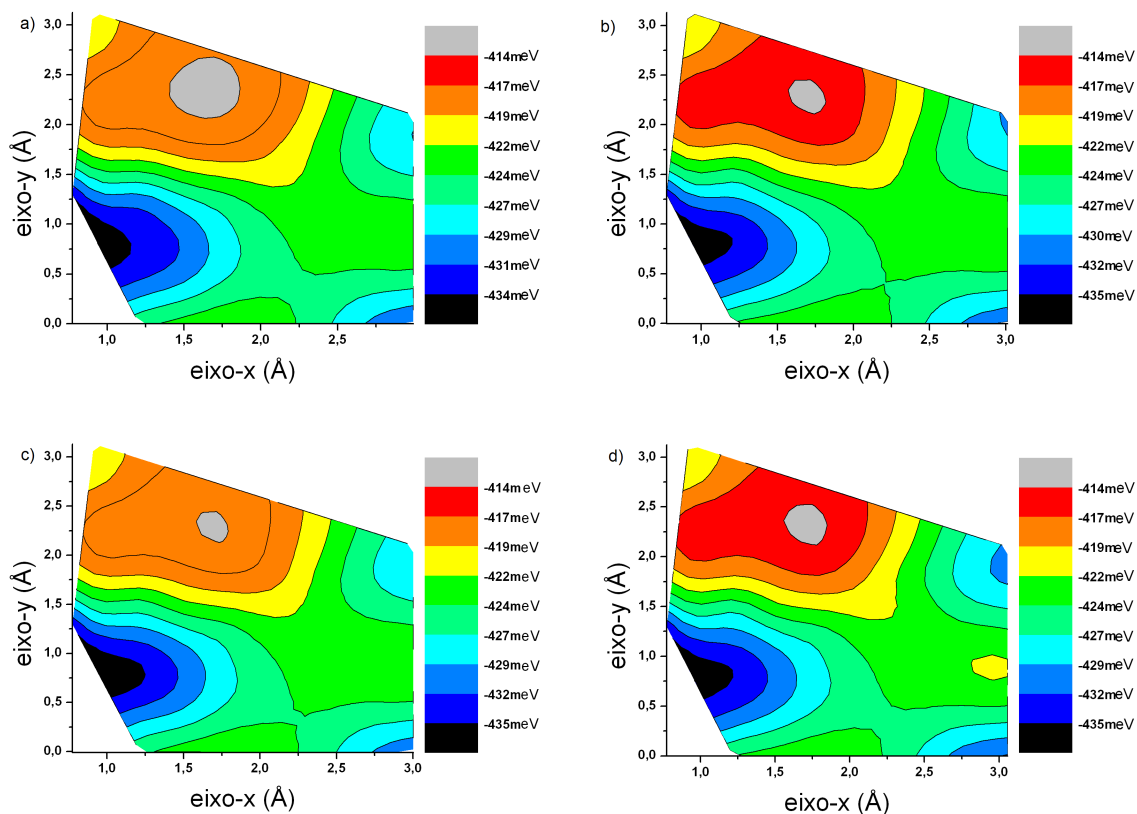 a)
3,0
2,5
2,0
1,5
1,0
0,5
0,0
eixo-y (Å)
1,0
1,5
2,0
2,5
eixo-x (Å)
-414meV
-417meV
-419meV
-422meV
-424meV
-427meV
-429meV
-431meV
-434meV
b)
3,0
2,5
2,0
1,5
1,0
0,5
0,0
eixo-y (Å)
1,0
1,5
2,0
2,5
3,0
eixo-x (Å)
-414meV
-417meV
-419meV
-422meV
-424meV
-427meV
-430meV
-432meV
-435meV
c)
3,0
2,5
2,0
1,5
1,0
0,5
0,0
eixo-y (Å)
1,0
1,5
2,0
2,5
3,0
eixo-x (Å)
-414meV
-417meV
-419meV
-422meV
-424meV
-427meV
-429meV
-432meV
-435meV
d)
3,0
2,5
2,0
1,5
1,0
0,5
0,0
eixo-y (Å)
1,0
1,5
2,0
2,5
3,0
eixo-x (Å)
-414meV
-417meV
-419meV
-422meV
-424meV
-427meV
-429meV
-432meV
-435meV